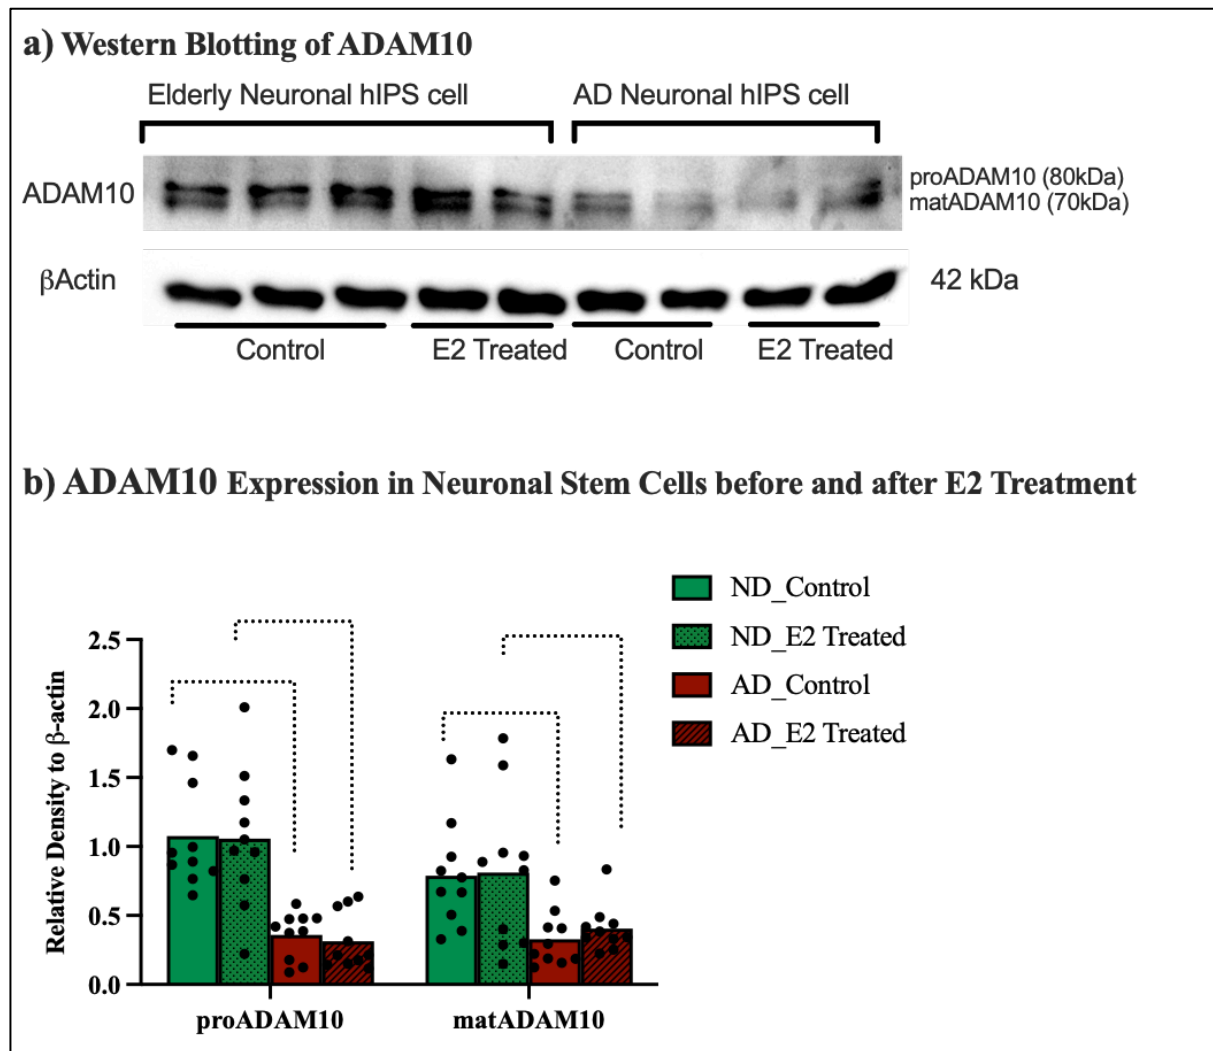 a) Western Blotting of ADAM10
Elderly Neuronal hIPS cell
AD Neuronal hIPS cell
ADAM10
proADAM10 (80kDa)
matADAM10 (70kDa)
βActin
42 kDa
Control
E2 Treated
Control
E2 Treated
b) ADAM10 Expression in Neuronal Stem Cells before and after E2 Treatment
ND_Control
ND_E2 Treated
AD_Control
AD_E2 Treated
Relative Density to β-actin
2.5
2.0
1.5
1.0
0.5
0.0
proADAM10
matADAM10